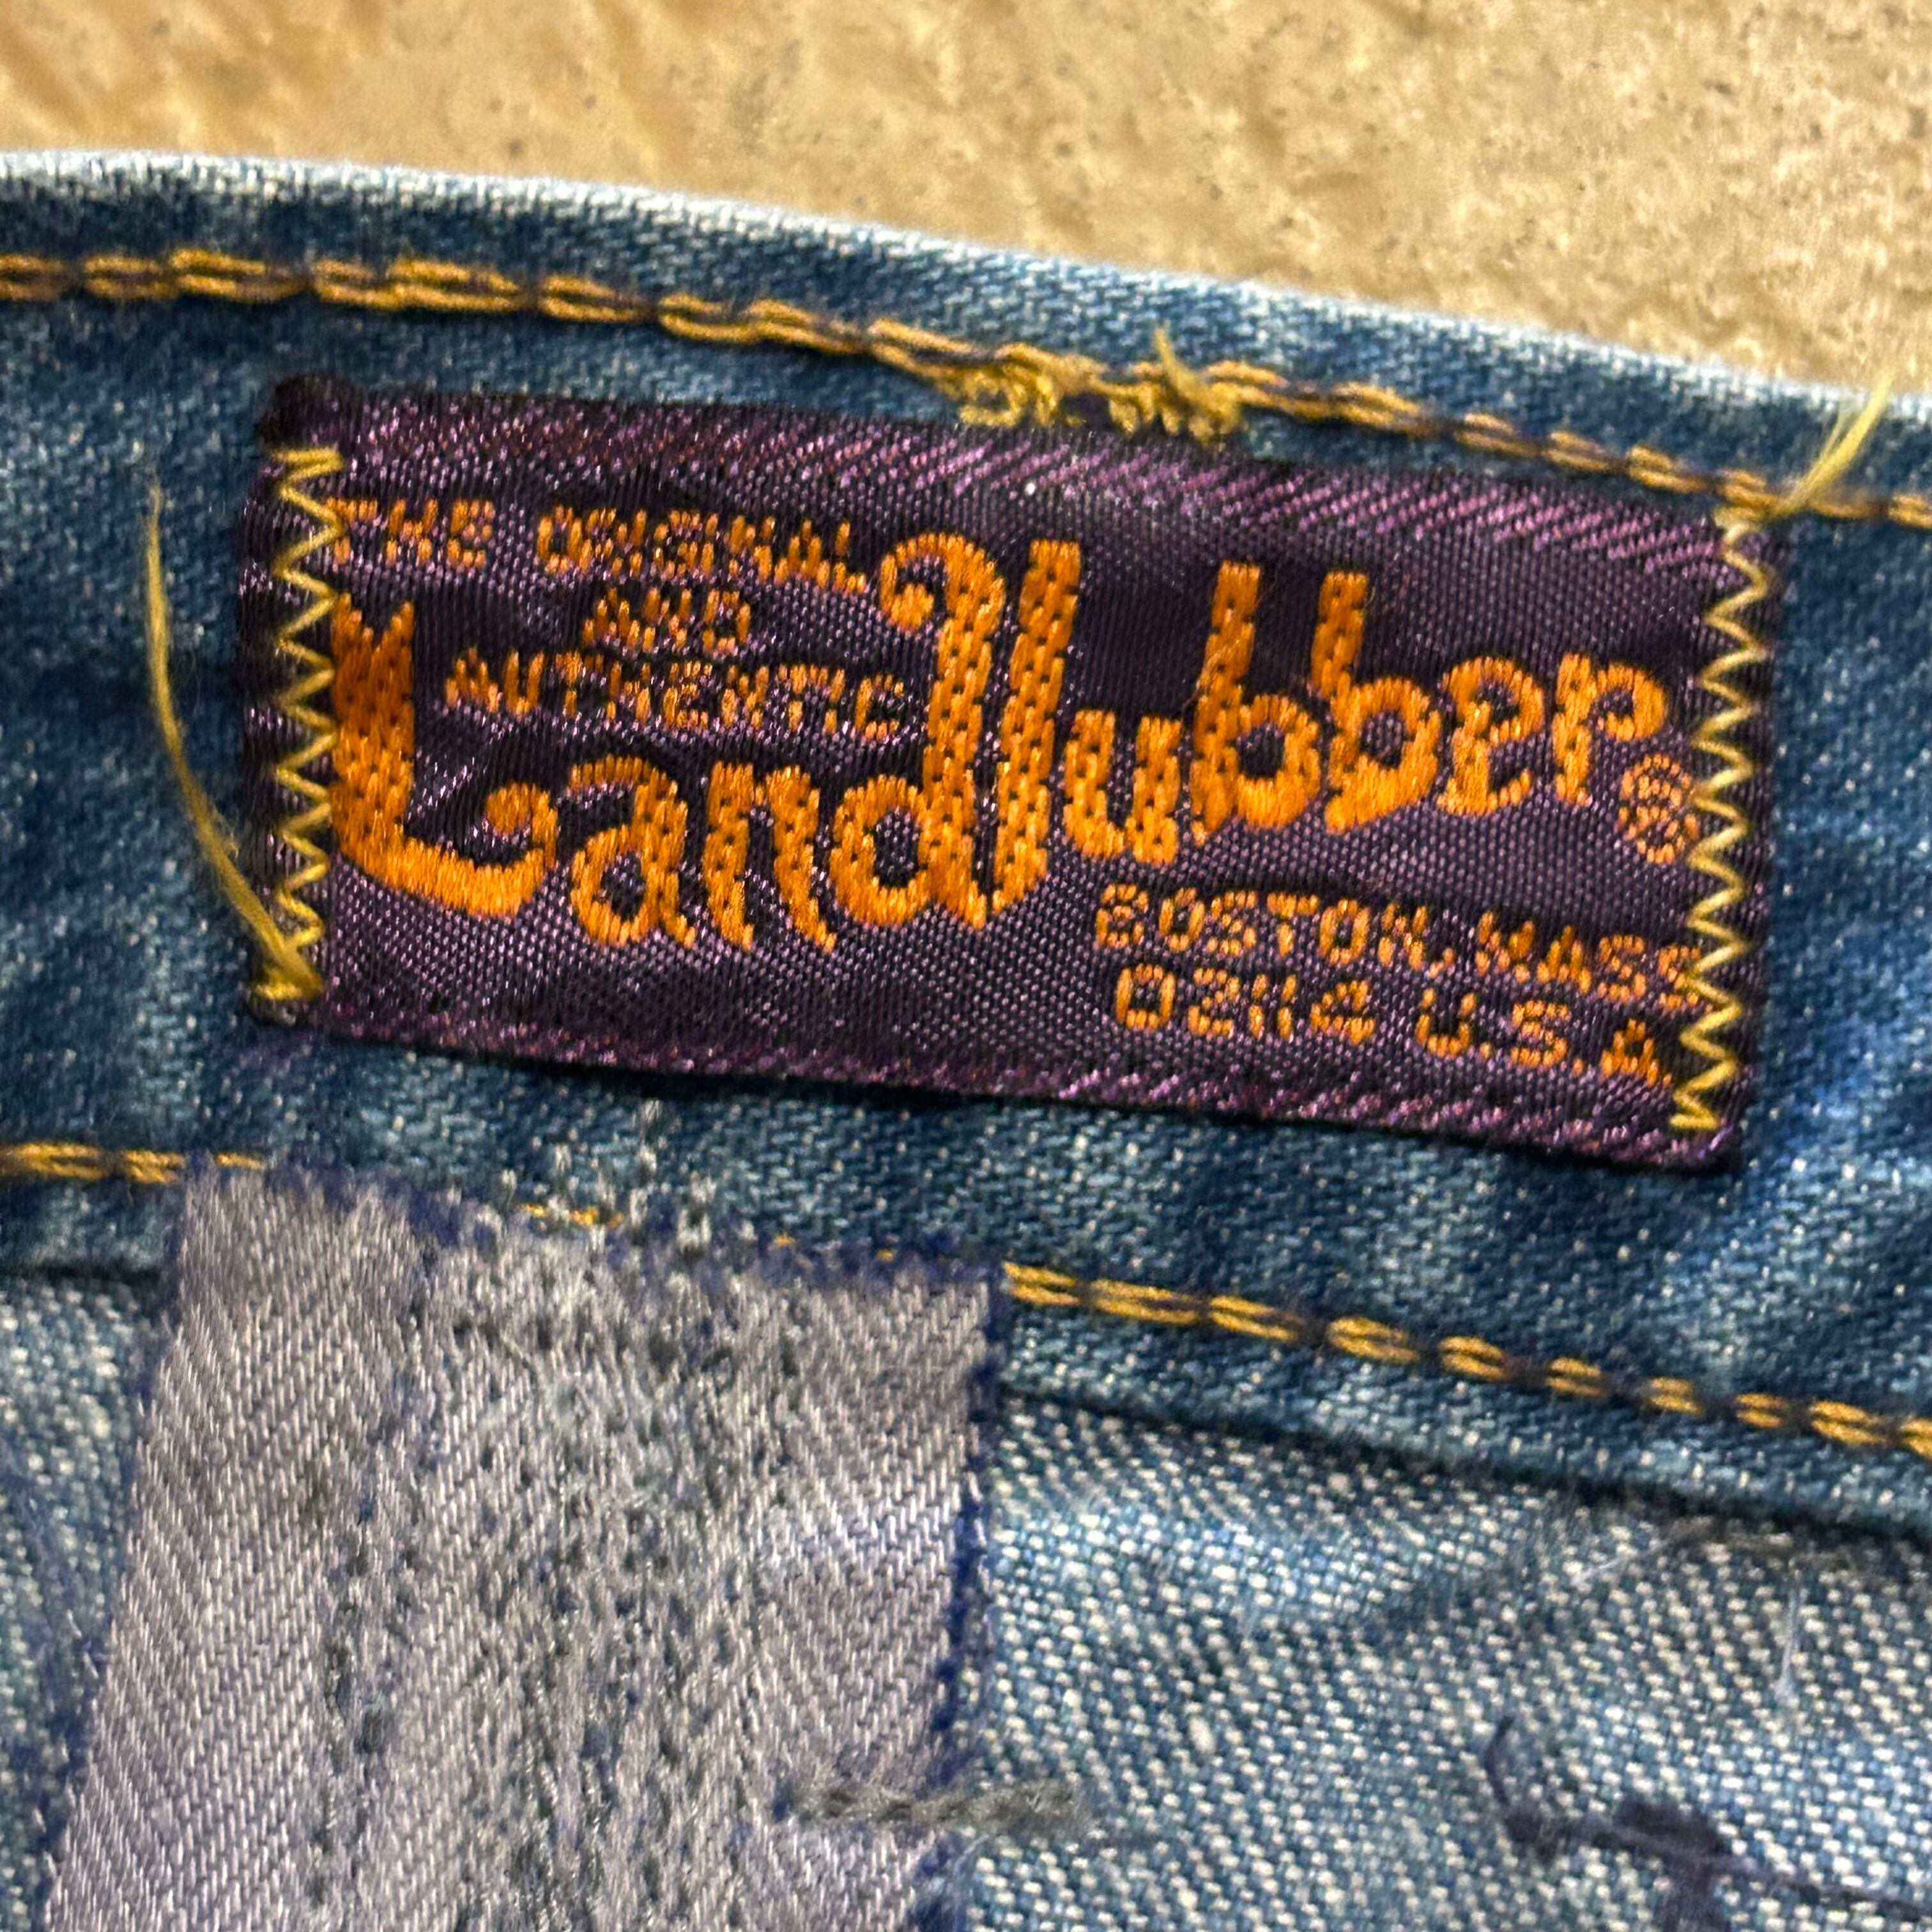 THE ORIGINAL
AND
AUTHENTIC
Landlubber®
BOSTON, MASS
02114 U.S.A